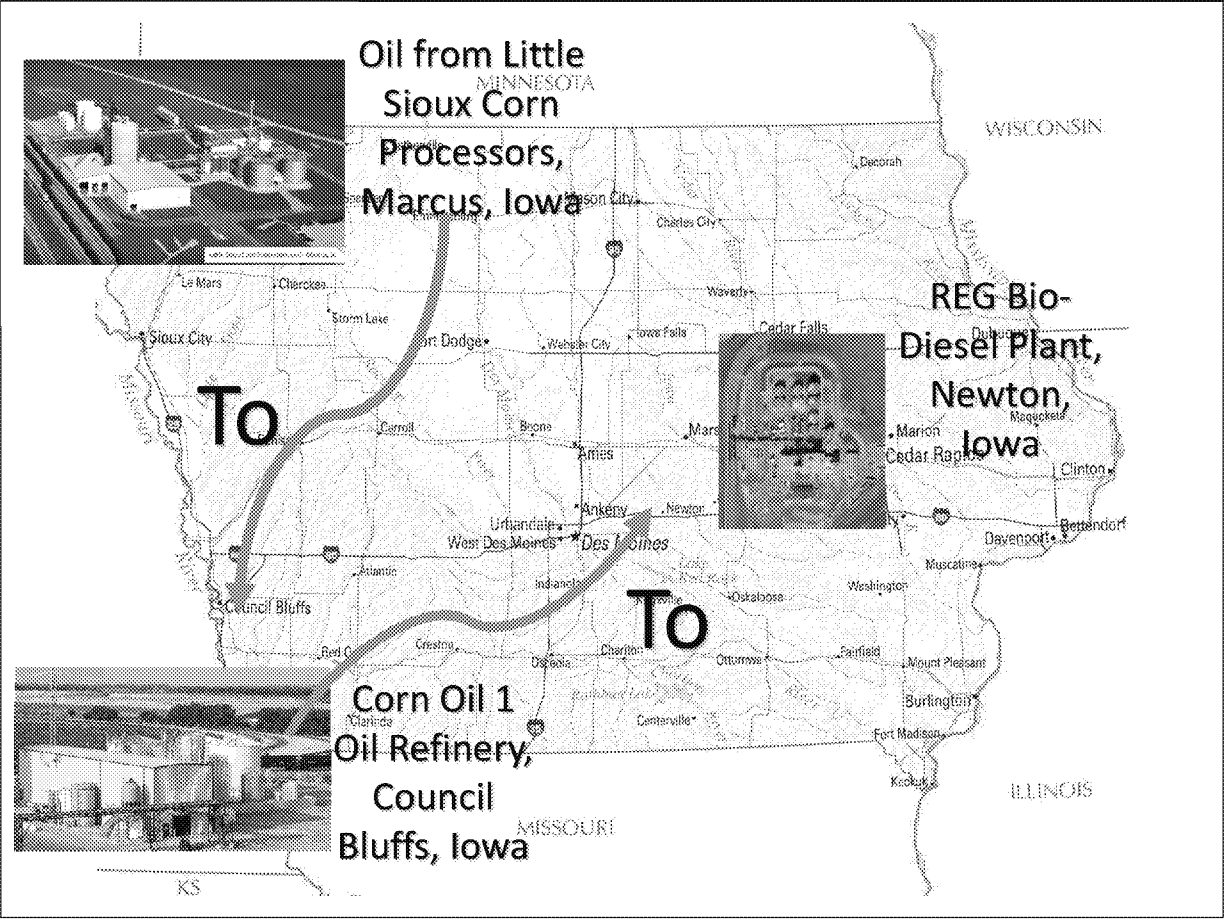 Oil from Little
Sioux Corn
Processors,
Marcus, Iowa
MINNESOTA
WISCONSIN
Decorah
Mason City
Charles City
Le Mars
Cherokee
Waverly
Storm Lake
Sioux City
Fort Dodge
Webster City
Iowa Falls
Cedar Falls
Dubuque
REG Bio-
Diesel Plant,
Newton,
Iowa
Maquoketa
To
Missouri
River
Carroll
Boone
Ames
Mars
Marion
Cedar Rapids
Clinton
Ankeny
Newton
Urbandale
West Des Moines
Des Moines
Bettendorf
Davenport
Muscatine
Atlantic
Indianola
Washington
Council Bluffs
To
Oskaloosa
Red O
Creston
Osceola
Chariton
Ottumwa
Fairfield
Mount Pleasant
Burlington
Corn Oil 1
Oil Refinery,
Council
Bluffs, Iowa
Clarinda
Centerville
Fort Madison
Keokuk
ILLINOIS
MISSOURI
KS